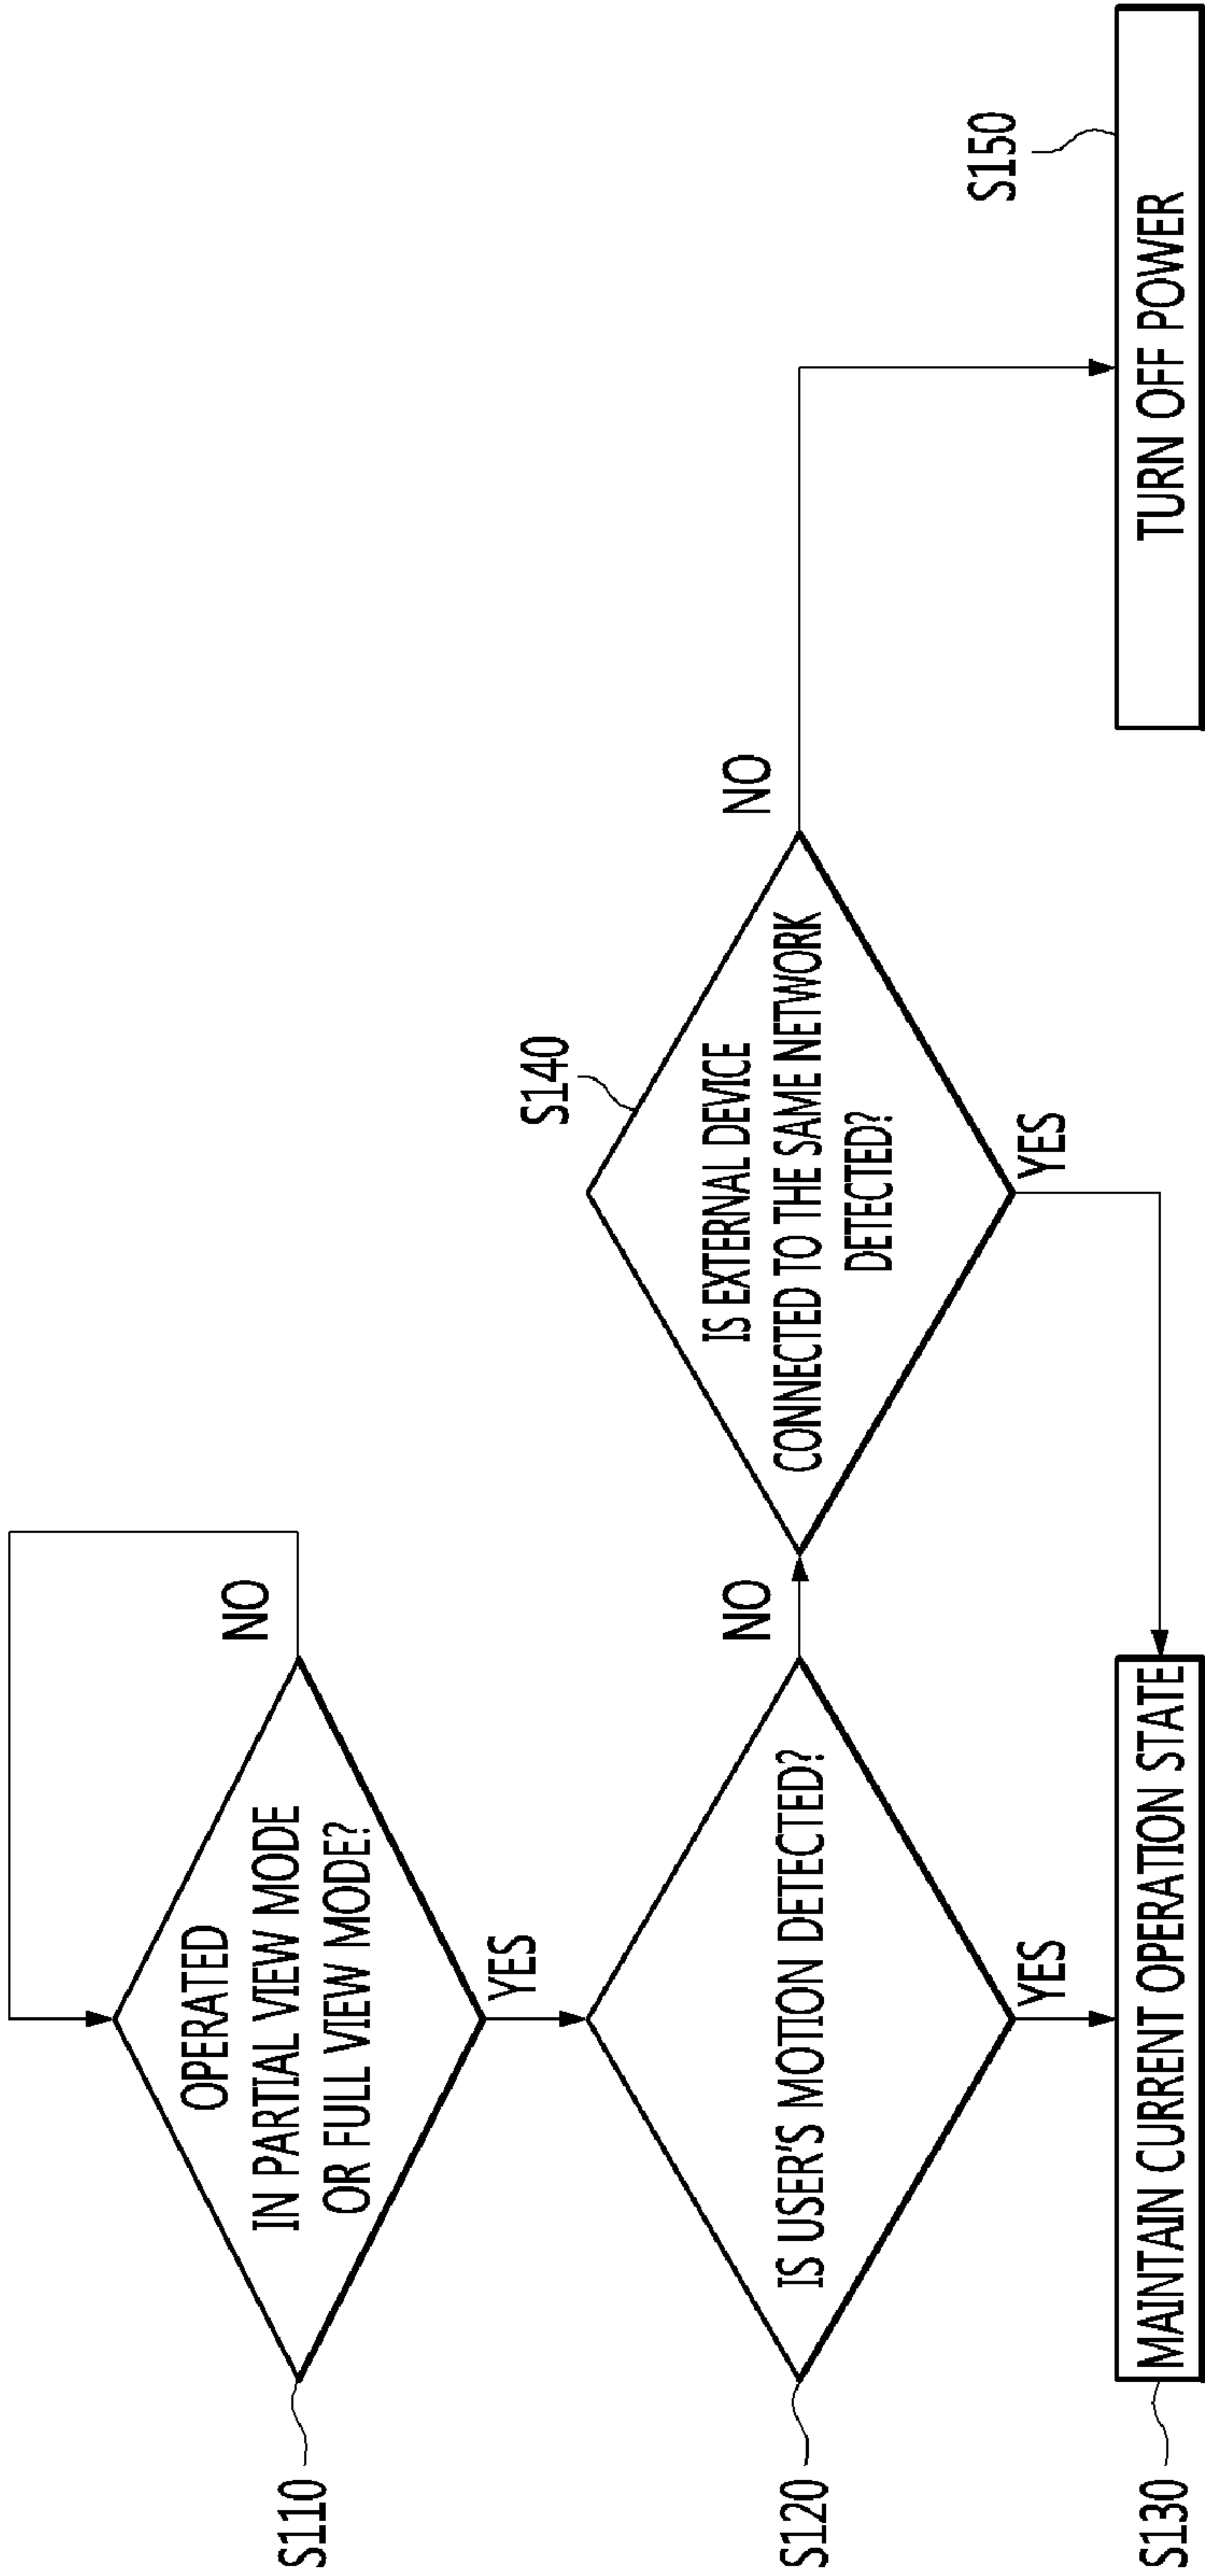 S110
OPERATED
IN PARTIAL VIEW MODE
OR FULL VIEW MODE?
NO
YES
S120
IS USER'S MOTION DETECTED?
NO
YES
S140
IS EXTERNAL DEVICE
CONNECTED TO THE SAME NETWORK
DETECTED?
NO
YES
S130
MAINTAIN CURRENT OPERATION STATE
S150
TURN OFF POWER